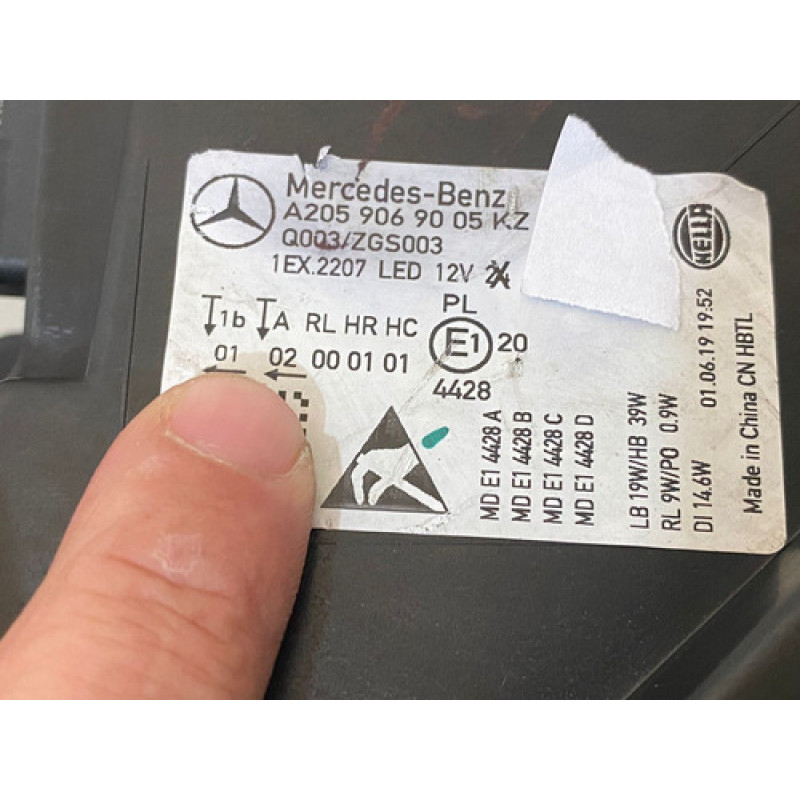 Mercedes-Benz
A205 906 90 05 KZ
Q003/ZGS003
1EX.2207 LED 12V
1b A RL HR HC
01 02 00 01 01
PL
E1 20
4428
MD E1 4428 A
MD E1 4428 B
MD E1 4428 C
MD E1 4428 D
LB 19W/HB 39W
RL 9W/PO 0.9W
DI 14.6W
HELLA
01.06.19 19:52
Made in China CN HBTL